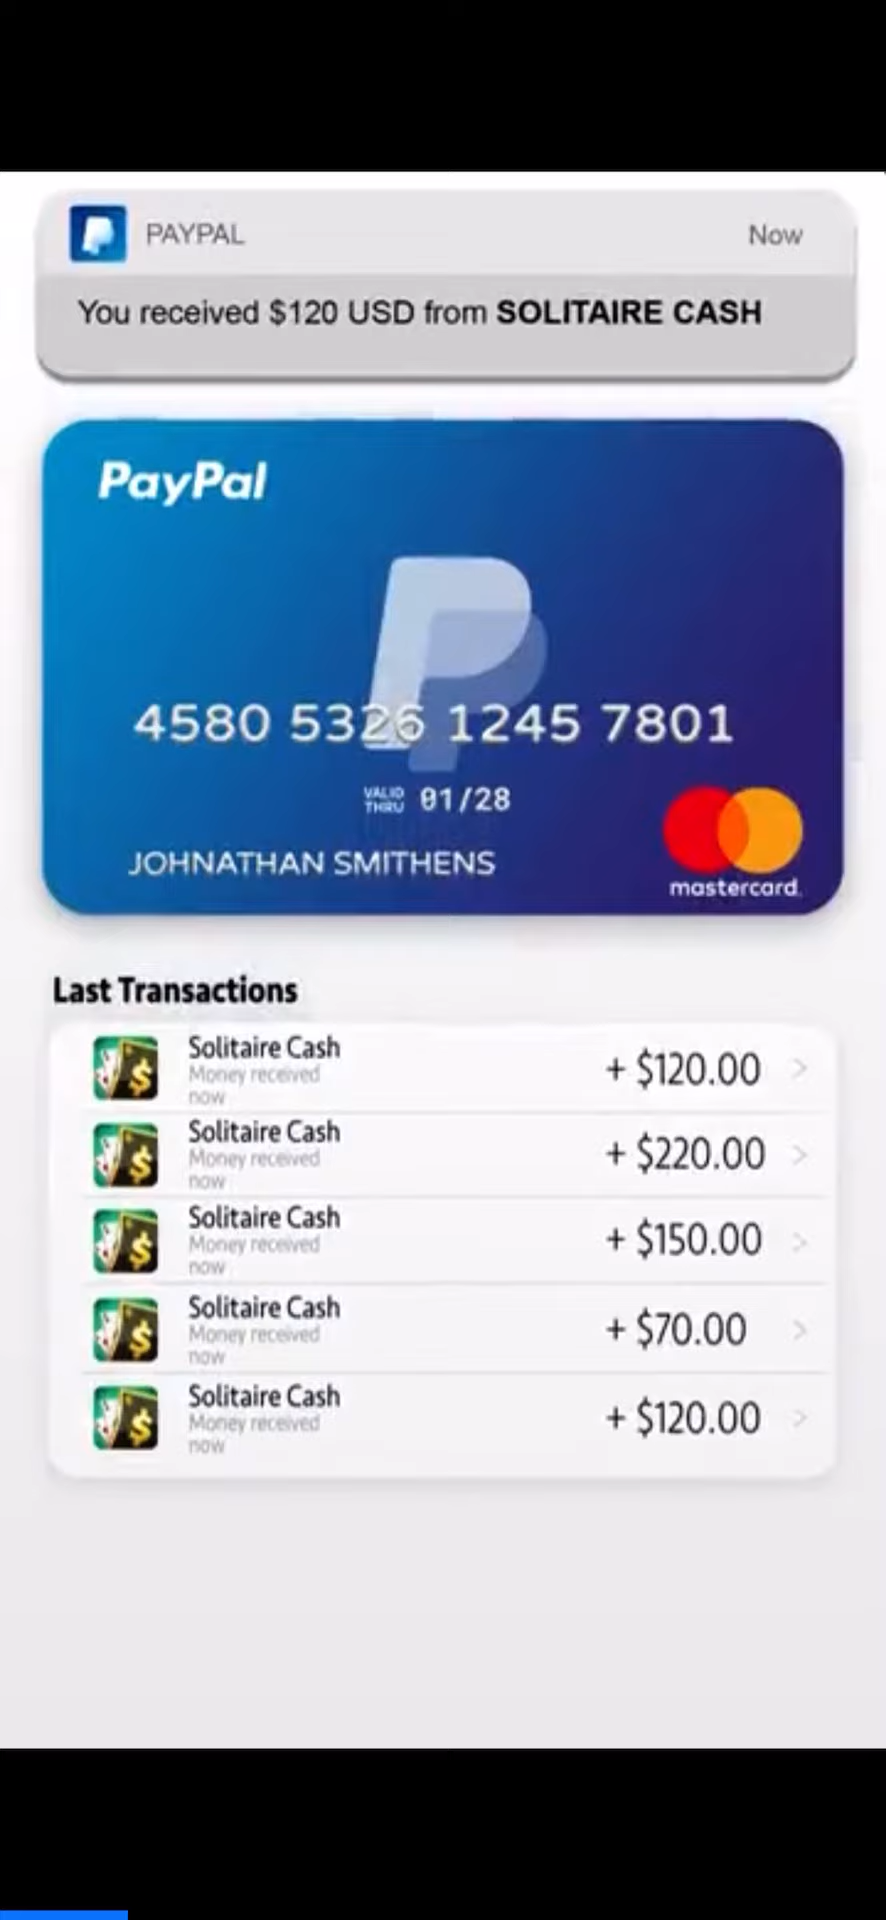 PAYPAL Now
You received $120 USD from SOLITAIRE CASH
PayPal
4580 5326 1245 7801
VALID THRU 01/28
JOHNATHAN SMITHENS
mastercard.
Last Transactions
Solitaire Cash
Money received
now
+ $120.00 >
Solitaire Cash
Money received
now
+ $220.00 >
Solitaire Cash
Money received
now
+ $150.00 >
Solitaire Cash
Money received
now
+ $70.00 >
Solitaire Cash
Money received
now
+ $120.00 >